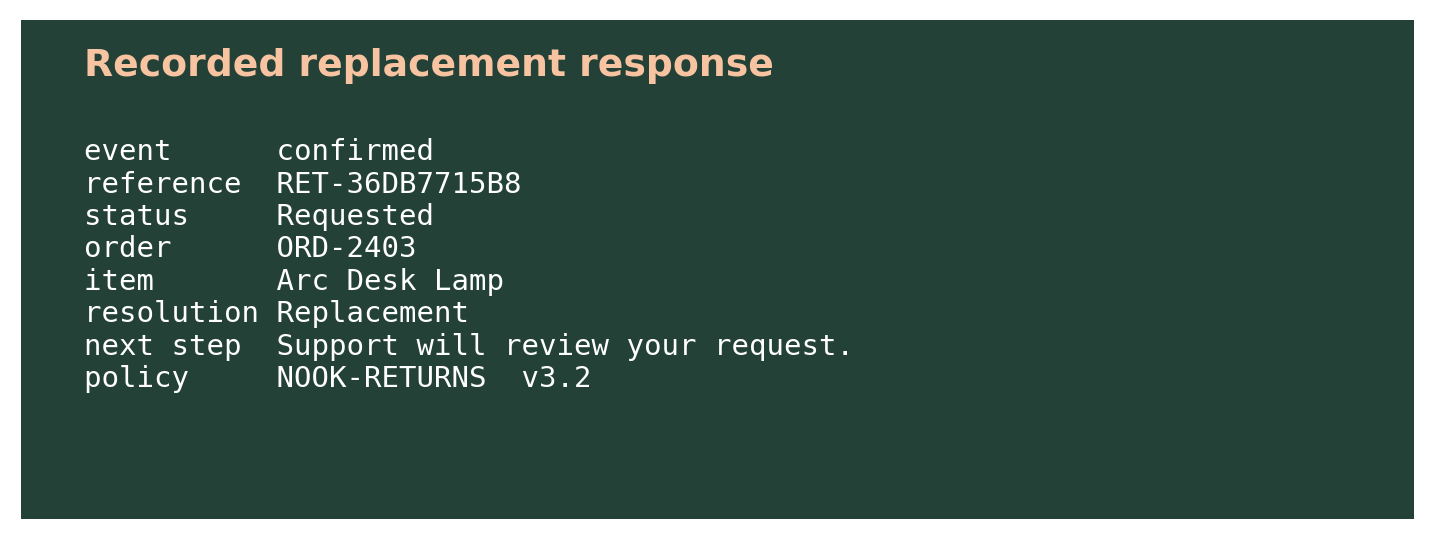 Recorded replacement response
event      confirmed
reference  RET-36DB7715B8
status     Requested
order      ORD-2403
item       Arc Desk Lamp
resolution Replacement
next step  Support will review your request.
policy     NOOK-RETURNS  v3.2